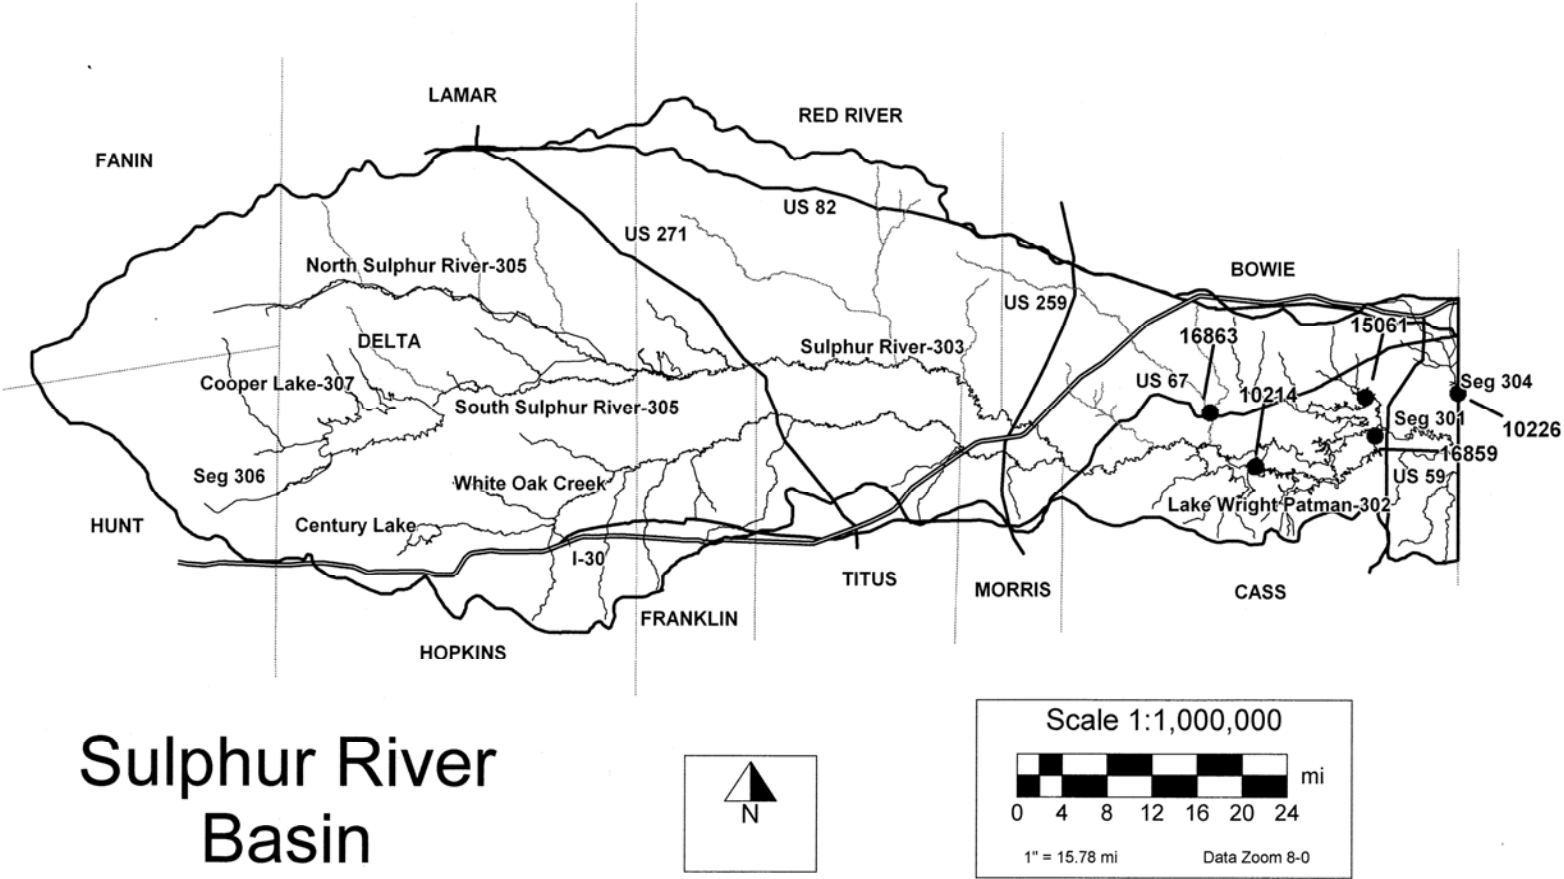 LAMAR
RED RIVER
FANIN
US 82
US 271
North Sulphur River-305
BOWIE
US 259
15061
16863
DELTA
Sulphur River-303
Cooper Lake-307
US 67
Seg 304
10214
South Sulphur River-305
Seg 301
10226
16859
Seg 306
White Oak Creek
US 59
Lake Wright Patman-302
HUNT
Century Lake
I-30
TITUS
MORRIS
CASS
FRANKLIN
HOPKINS
Sulphur River
Basin
N
Scale 1:1,000,000
mi
0 4 8 12 16 20 24
1" = 15.78 mi
Data Zoom 8-0